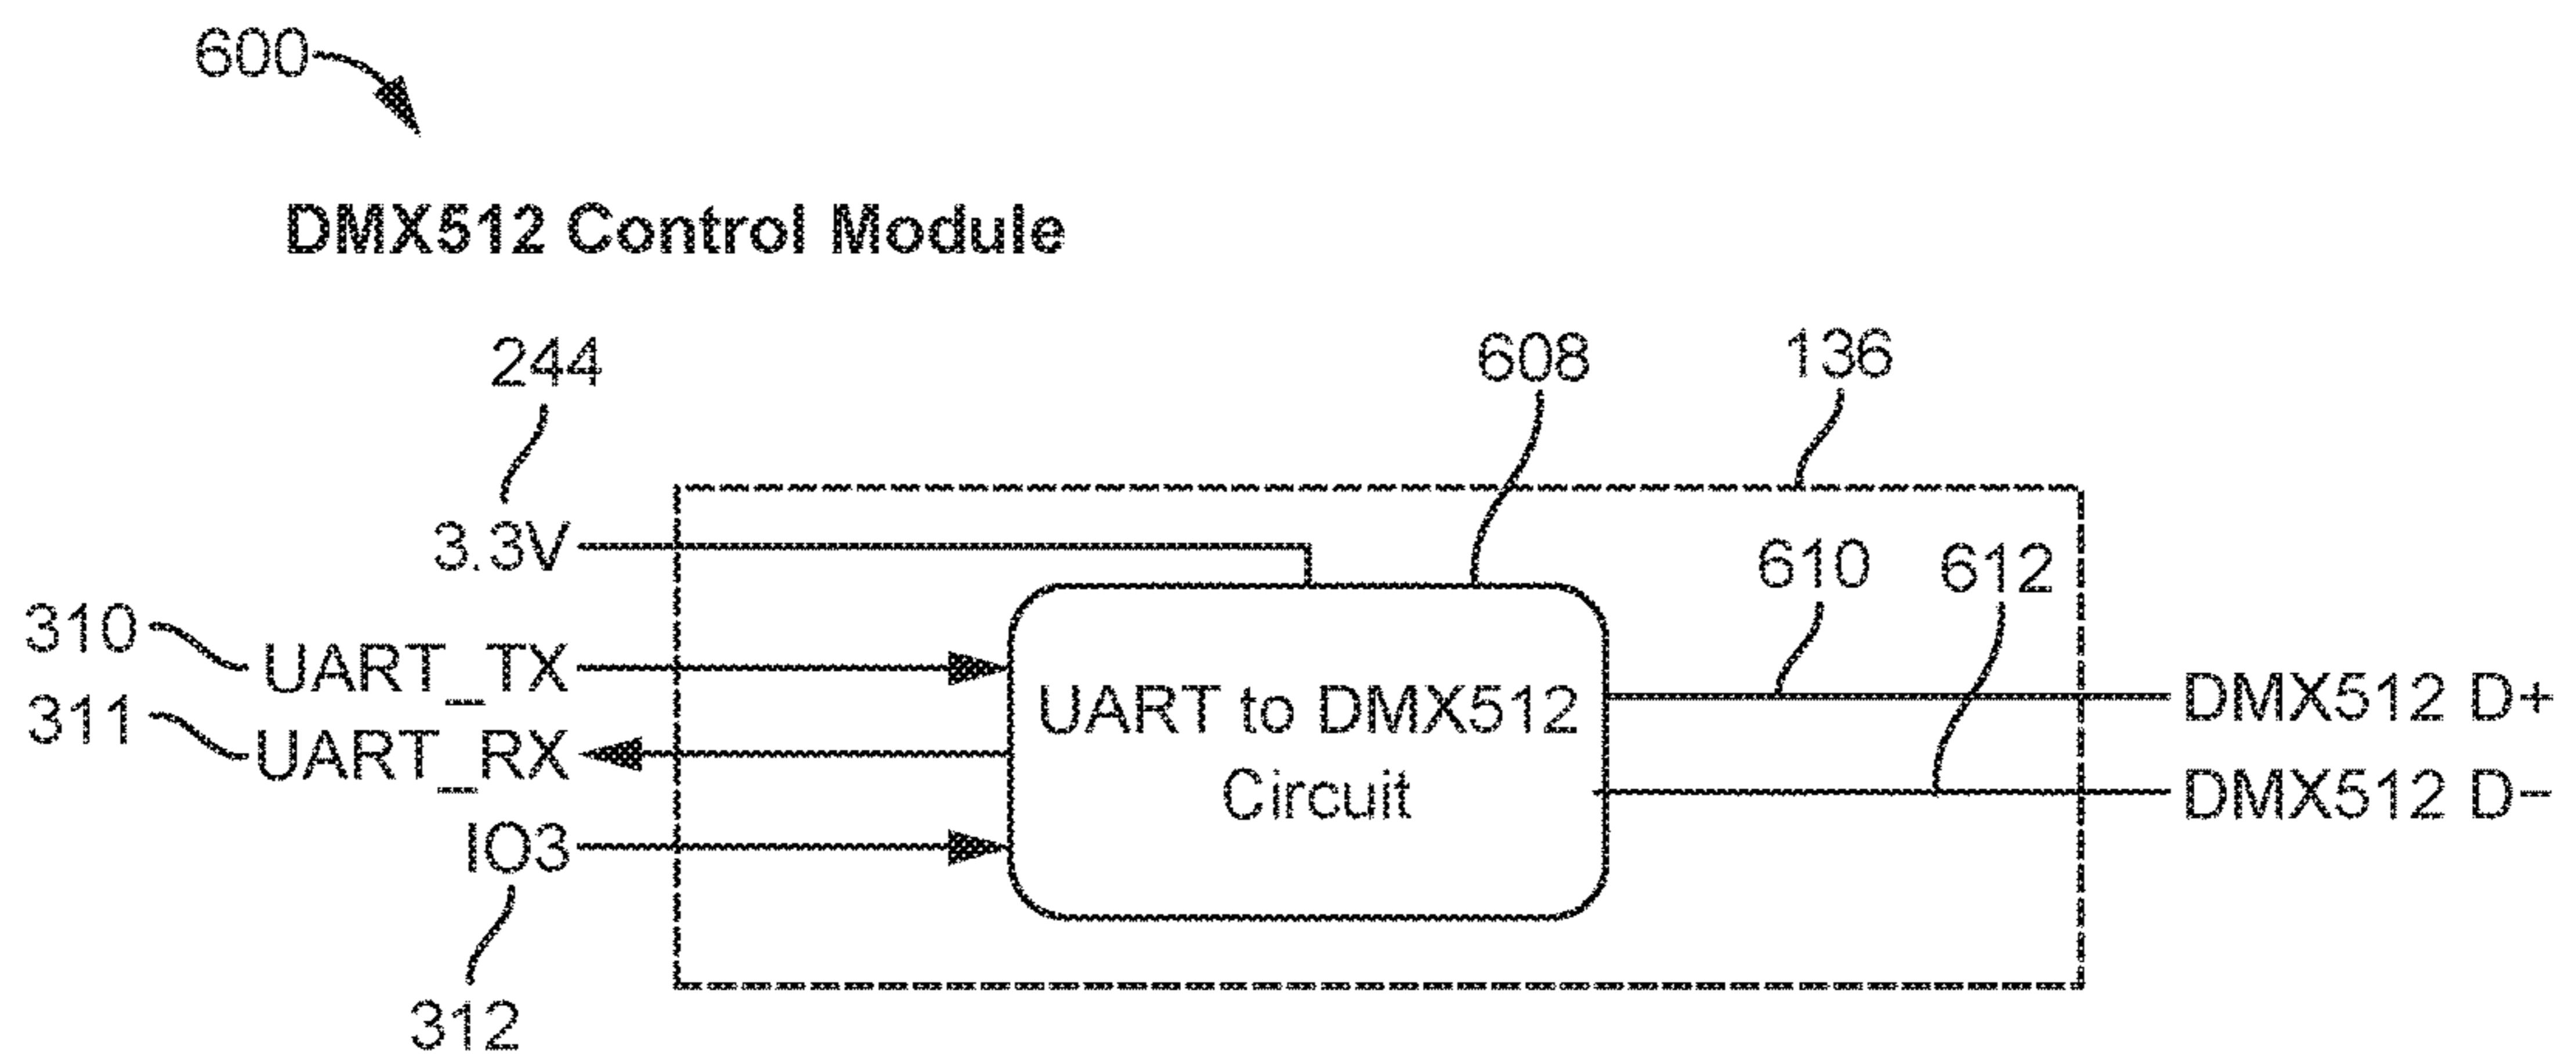 600
DMX512 Control Module
244
608
136
3.3V
610
612
310
UART_TX
311
UART_RX
IO3
312
UART to DMX512
Circuit
DMX512 D+
DMX512 D−